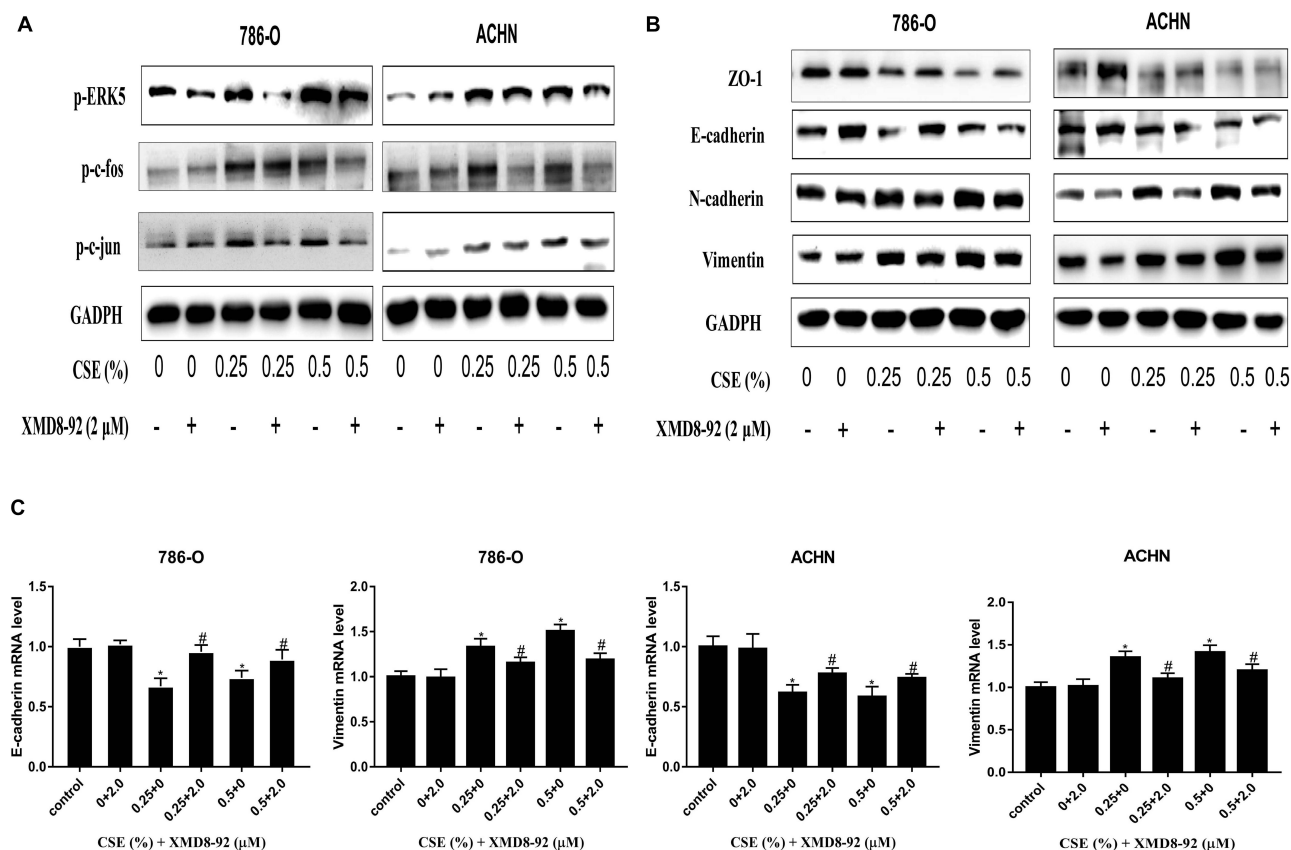 A
786-O
ACHN
p-ERK5
p-c-fos
p-c-jun
GADPH
CSE (%) 0 0 0.25 0.25 0.5 0.5 0 0 0.25 0.25 0.5 0.5
XMD8-92 (2 μM) - + - + - + - + - + - +
B
786-O
ACHN
ZO-1
E-cadherin
N-cadherin
Vimentin
GADPH
CSE (%) 0 0 0.25 0.25 0.5 0.5 0 0 0.25 0.25 0.5 0.5
XMD8-92 (2 μM) - + - + - + - + - + - +
C
786-O
E-cadherin mRNA level
1.5
1.0
0.5
0.0
* # * #
control 0+2.0 0.25+0 0.25+2.0 0.5+0 0.5+2.0
CSE (%) + XMD8-92 (μM)
786-O
Vimentin mRNA level
2.0
1.5
1.0
0.5
0.0
* # * #
control 0+2.0 0.25+0 0.25+2.0 0.5+0 0.5+2.0
CSE (%) + XMD8-92 (μM)
ACHN
E-cadherin mRNA level
1.5
1.0
0.5
0.0
* # * #
control 0+2.0 0.25+0 0.25+2.0 0.5+0 0.5+2.0
CSE (%) + XMD8-92 (μM)
ACHN
Vimentin mRNA level
2.0
1.5
1.0
0.5
0.0
* # * #
control 0+2.0 0.25+0 0.25+2.0 0.5+0 0.5+2.0
CSE (%) + XMD8-92 (μM)